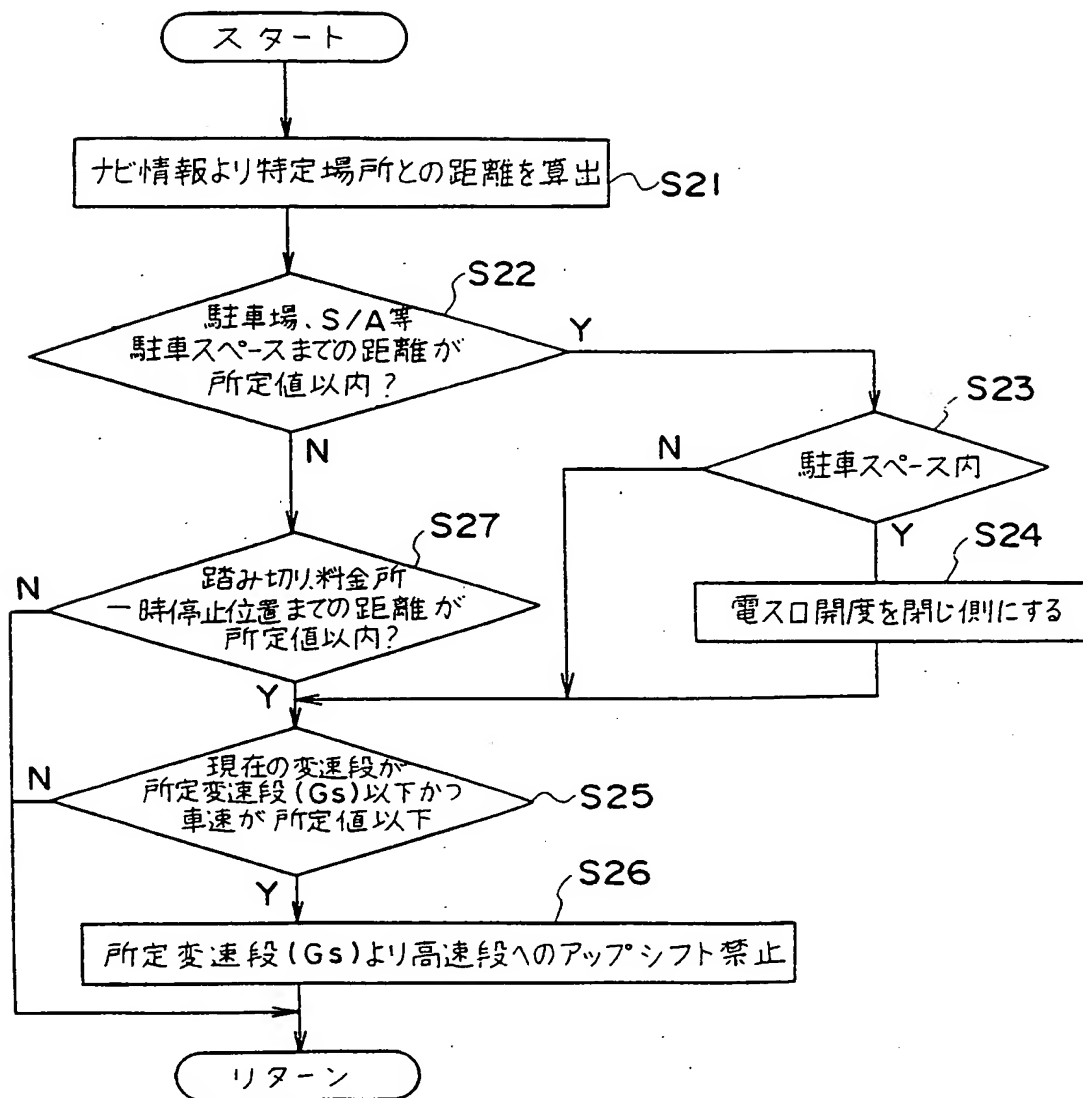 スタート
ナビ情報より特定場所との距離を算出
S21
S22
駐車場、S/A等
駐車スペースまでの距離が
所定値以内?
Y
N
S23
駐車スペース内
N
Y
S24
電スロ開度を閉じ側にする
S27
踏み切り、料金所
一時停止位置までの距離が
所定値以内?
N
Y
現在の変速段が
所定変速段(Gs)以下かつ
車速が所定値以下
S25
N
Y
S26
所定変速段(Gs)より高速段へのアップシフト禁止
リターン